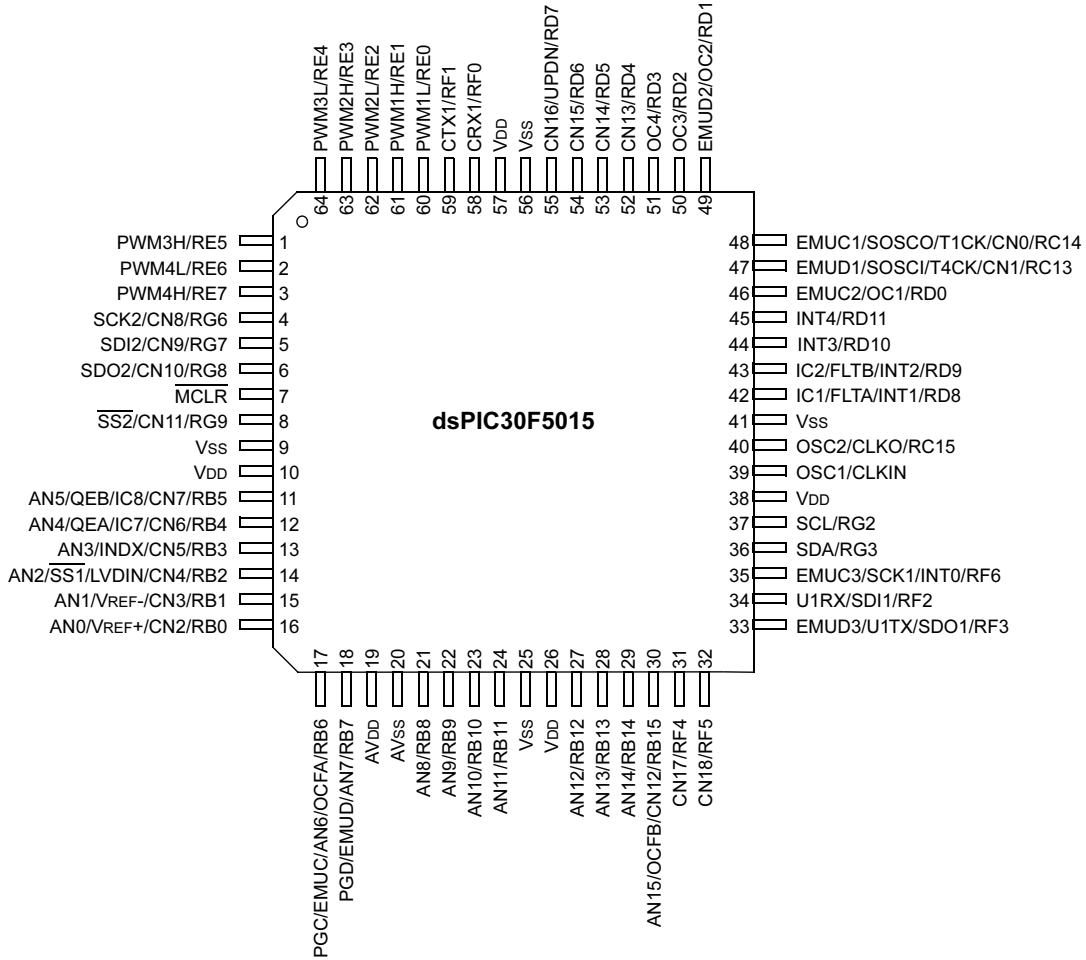 PWM3L/RE4
PWM2H/RE3
PWM2L/RE2
PWM1H/RE1
PWM1L/RE0
CTX1/RF1
CRX1/RF0
VDD
VSS
CN16/UPDN/RD7
CN15/RD6
CN14/RD5
CN13/RD4
OC4/RD3
OC3/RD2
EMUD2/OC2/RD1
64 63 62 61 60 59 58 57 56 55 54 53 52 51 50 49
PWM3H/RE5 1
PWM4L/RE6 2
PWM4H/RE7 3
SCK2/CN8/RG6 4
SDI2/CN9/RG7 5
SDO2/CN10/RG8 6
MCLR 7
SS2/CN11/RG9 8
VSS 9
VDD 10
AN5/QEB/IC8/CN7/RB5 11
AN4/QEA/IC7/CN6/RB4 12
AN3/INDX/CN5/RB3 13
AN2/SS1/LVDIN/CN4/RB2 14
AN1/VREF-/CN3/RB1 15
AN0/VREF+/CN2/RB0 16
dsPIC30F5015
48 EMUC1/SOSCO/T1CK/CN0/RC14
47 EMUD1/SOSCI/T4CK/CN1/RC13
46 EMUC2/OC1/RD0
45 INT4/RD11
44 INT3/RD10
43 IC2/FLTB/INT2/RD9
42 IC1/FLTA/INT1/RD8
41 VSS
40 OSC2/CLKO/RC15
39 OSC1/CLKIN
38 VDD
37 SCL/RG2
36 SDA/RG3
35 EMUC3/SCK1/INT0/RF6
34 U1RX/SDI1/RF2
33 EMUD3/U1TX/SDO1/RF3
17 18 19 20 21 22 23 24 25 26 27 28 29 30 31 32
PGC/EMUC/AN6/OCFA/RB6
PGD/EMUD/AN7/RB7
AVDD
AVSS
AN8/RB8
AN9/RB9
AN10/RB10
AN11/RB11
VSS
VDD
AN12/RB12
AN13/RB13
AN14/RB14
AN15/OCFB/CN12/RB15
CN17/RF4
CN18/RF5